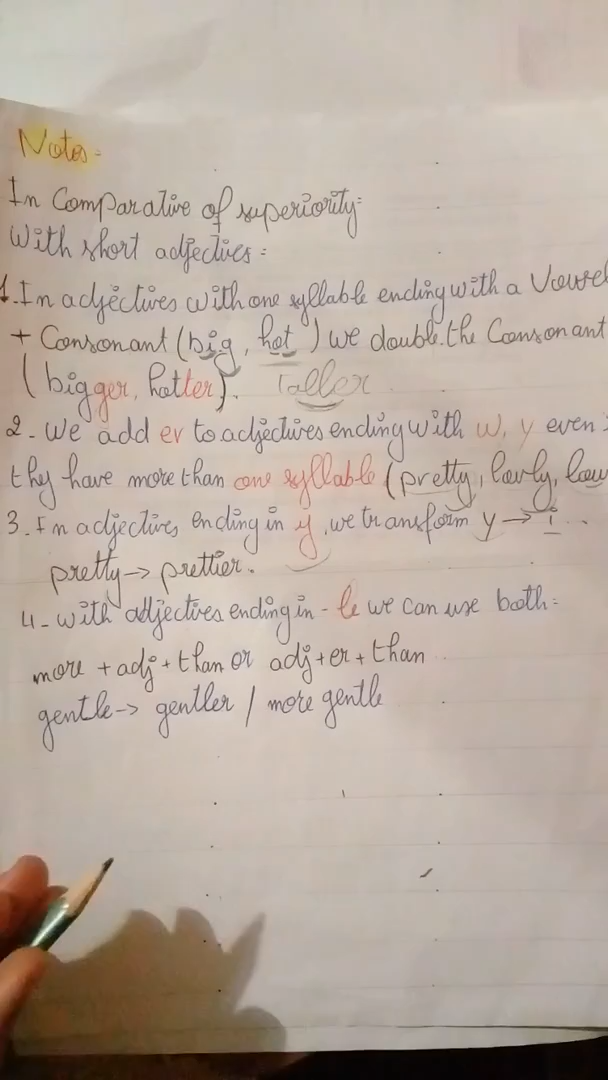 Notes:
In Comparative of superiority:
With short adjectives:
1. In adjectives with one syllable ending with a Vowel
+ Consonant (big, hot) we double the Consonant
(bigger, hotter). Taller
2- We add er to adjectives ending with w, y even
they have more than one syllable (pretty, lovly, low
3. In adjectives ending in y, we transform y → i ...
pretty → prettier.
4- With adjectives ending in - le we can use both:
more + adj + than or adj + er + than
gentle → gentler / more gentle